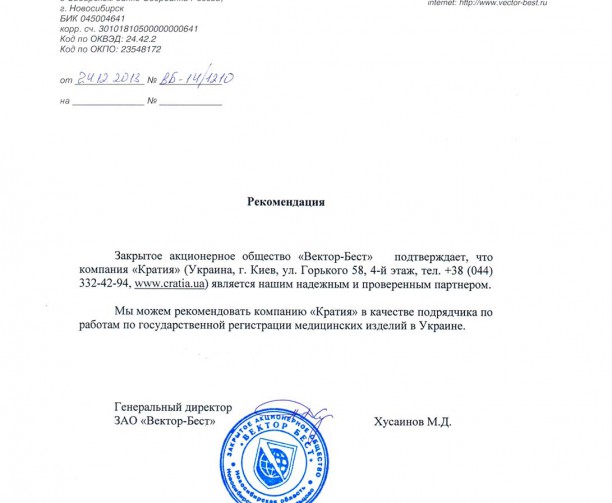 г. Новосибирск
internet: http://www.vector-best.ru
БИК 045004641
корр. сч. 30101810500000000641
Код по ОКВЭД: 24.42.2
Код по ОКПО: 23548172
от 24.12.2013 № ВБ-14/1210
на № 
Рекомендация
Закрытое акционерное общество «Вектор-Бест» подтверждает, что
компания «Кратия» (Украина, г. Киев, ул. Горького 58, 4-й этаж, тел. +38 (044)
332-42-94, www.cratia.ua) является нашим надежным и проверенным партнером.
Мы можем рекомендовать компанию «Кратия» в качестве подрядчика по
работам по государственной регистрации медицинских изделий в Украине.
Генеральный директор
ЗАО «Вектор-Бест»
Хусаинов М.Д.
ЗАКРЫТОЕ АКЦИОНЕРНОЕ ОБЩЕСТВО
ВЕКТОР БЕСТ
Новосибирская область